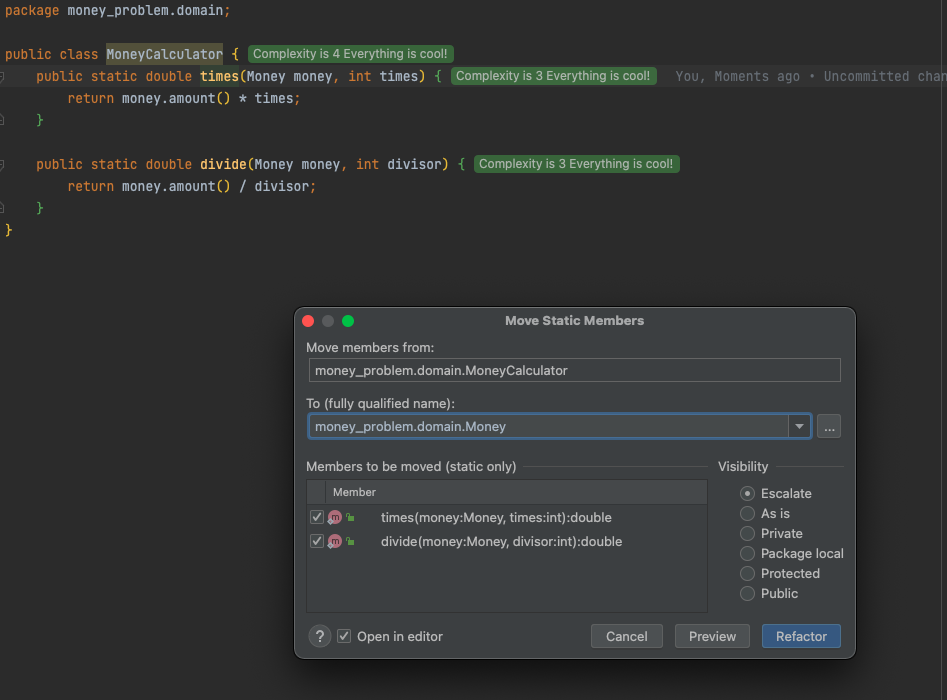 package money_problem.domain;
public class MoneyCalculator { Complexity is 4 Everything is cool!
public static double times(Money money, int times) { Complexity is 3 Everything is cool! You, Moments ago • Uncommitted chan
return money.amount() * times;
}
public static double divide(Money money, int divisor) { Complexity is 3 Everything is cool!
return money.amount() / divisor;
}
}
Move Static Members
Move members from:
money_problem.domain.MoneyCalculator
To (fully qualified name):
money_problem.domain.Money
...
Members to be moved (static only)
Member
m times(money:Money, times:int):double
m divide(money:Money, divisor:int):double
Visibility
Escalate
As is
Private
Package local
Protected
Public
? Open in editor
Cancel Preview Refactor